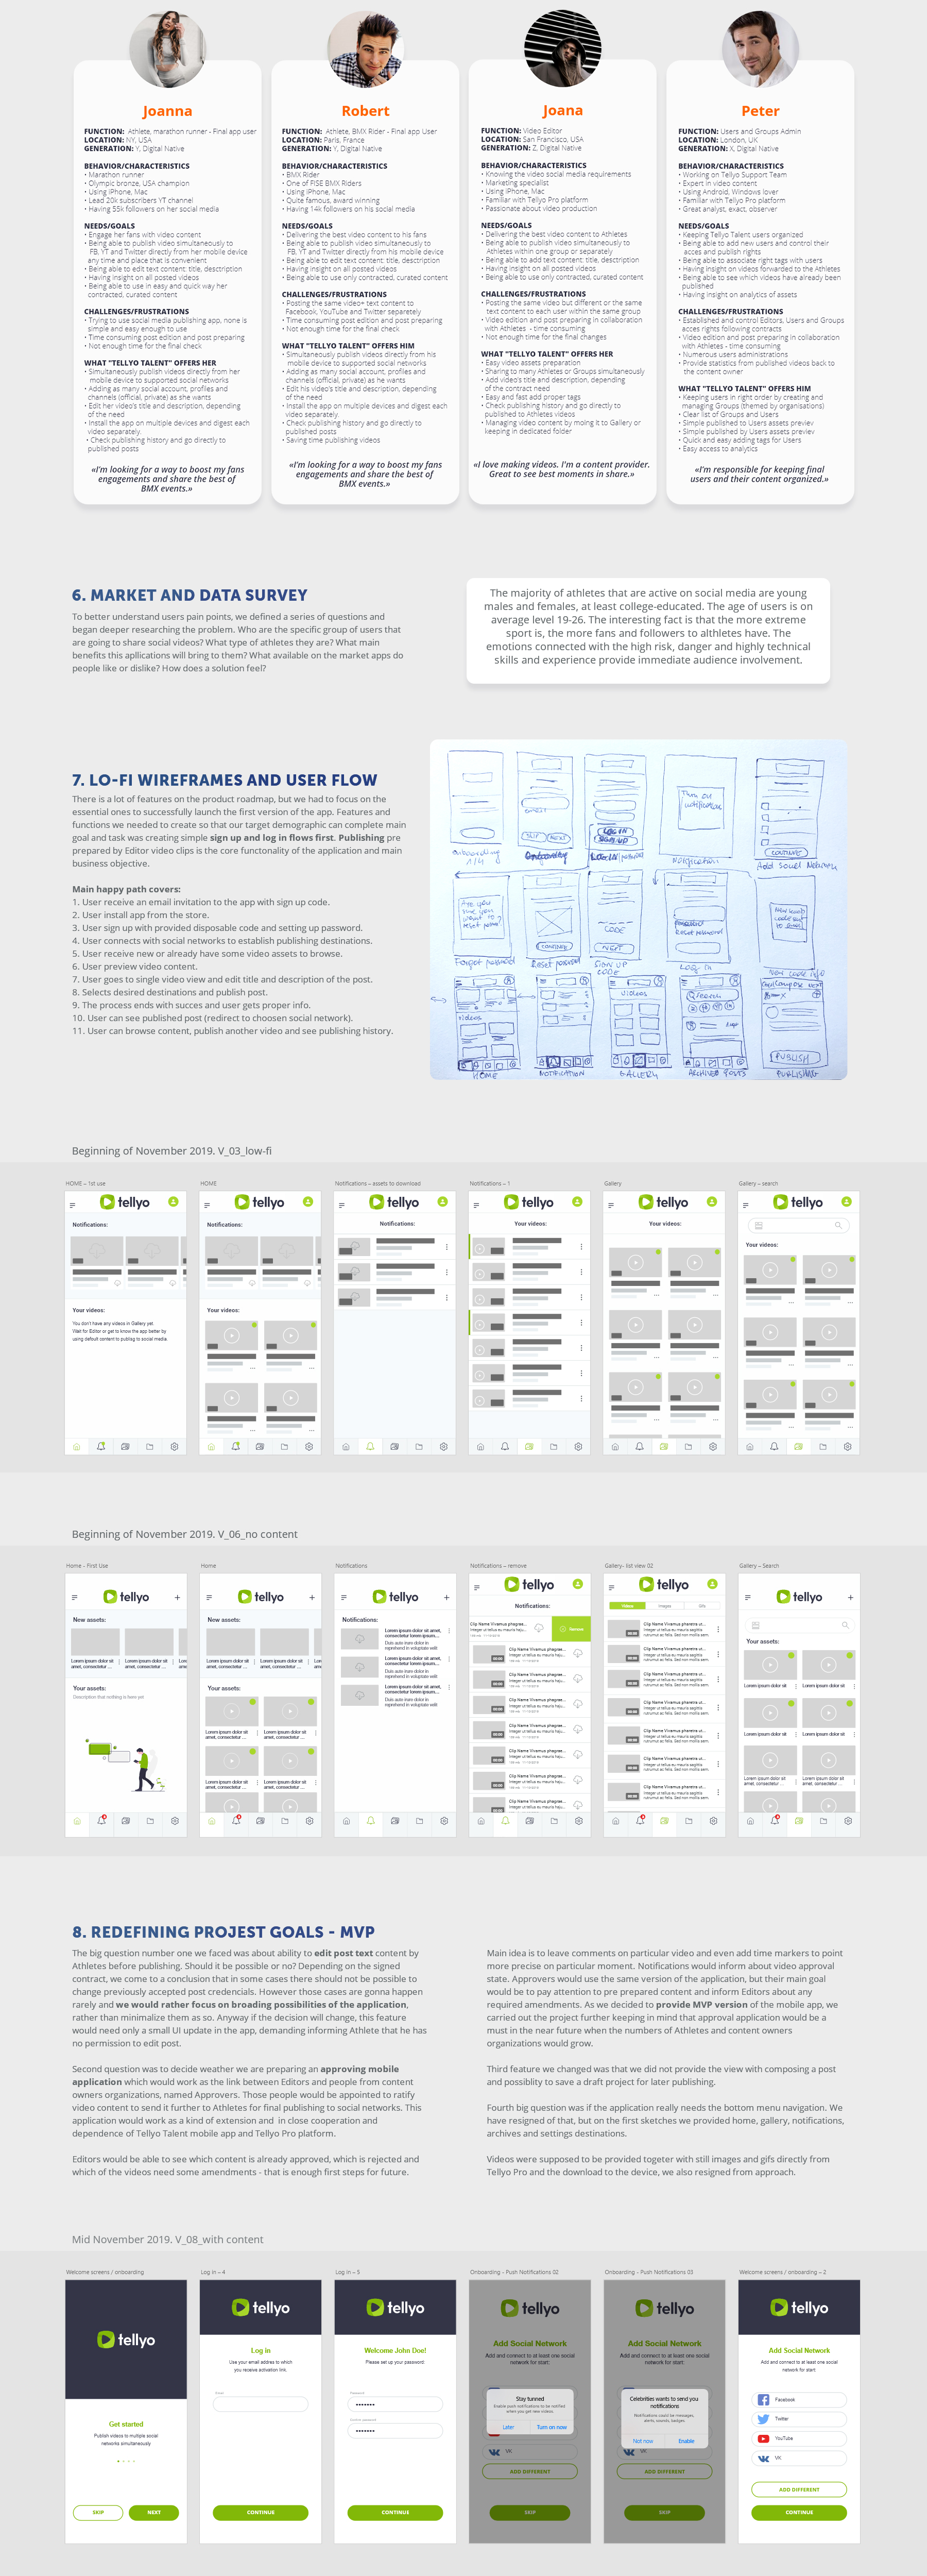 Joanna
FUNCTION: Athlete, marathon runner - Final app user
LOCATION: NY, USA
GENERATION: Y, Digital Native
BEHAVIOR/CHARACTERISTICS
• Marathon runner
• Olympic bronze, USA champion
• Using iPhone, Mac
• Lead 20k subscribers YT channel
• Having 55k followers on her social media
NEEDS/GOALS
• Engage her fans with video content
• Being able to publish video simultaneously to
FB, YT and Twitter directly from her mobile device
any time and place that is convenient
• Being able to edit text content: title, desctription
• Having insight on all posted videos
• Being able to use in easy and quick way her
contracted, curated content
CHALLENGES/FRUSTRATIONS
• Trying to use social media publishing app, none is
simple and easy enough to use
• Time consuming post edition and post preparing
• Not enough time for the final check
WHAT "TELLYO TALENT" OFFERS HER
• Simultaneously publish videos directly from her
mobile device to supported social networks
• Adding as many social account, profiles and
channels (official, private) as she wants
• Edit her video's title and description, depending
of the need
• Install the app on multiple devices and digest each
video separately.
• Check publishing history and go directly to
published posts
«I'm looking for a way to boost my fans
engagements and share the best of
BMX events.»
Robert
FUNCTION: Athlete, BMX Rider - Final app User
LOCATION: Paris, France
GENERATION: Y, Digital Native
BEHAVIOR/CHARACTERISTICS
• BMX Rider
• One of FISE BMX Riders
• Using iPhone, Mac
• Quite famous, award winning
• Having 14k followers on his social media
NEEDS/GOALS
• Delivering the best video content to his fans
• Being able to publish video simultaneously to
FB, YT and Twitter directly from his mobile device
• Being able to edit text content: title, description
• Having insight on all posted videos
• Being able to use only contracted, curated content
CHALLENGES/FRUSTRATIONS
• Posting the same video+ text content to
Facebook, YouTube and Twitter separately
• Time consuming post edition and post preparing
• Not enough time for the final check
WHAT "TELLYO TALENT" OFFERS HIM
• Simultaneously publish videos directly from his
mobile device to supported social networks
• Adding as many social account, profiles and
channels (official, private) as he wants
• Edit his video's title and description, depending
of the need
• Install the app on multiple devices and digest each
video separately.
• Check publishing history and go directly to
published posts
• Saving time publishing videos
«I'm looking for a way to boost my fans
engagements and share the best of
BMX events.»
Joana
FUNCTION: Video Editor
LOCATION: San Francisco, USA
GENERATION: Z, Digital Native
BEHAVIOR/CHARACTERISTICS
• Knowing the video social media requirements
• Marketing specialist
• Using iPhone, Mac
• Familiar with Tellyo Pro platform
• Passionate about video production
NEEDS/GOALS
• Delivering the best video content to Athletes
• Being able to publish video simultaneously to
Athletes within one group or separately
• Being able to add text content: title, desctription
• Having insight on all posted videos
• Being able to use only contracted, curated content
CHALLENGES/FRUSTRATIONS
• Posting the same video but different or the same
text content to each user within the same group
• Video edition and post preparing in collaboration
with Athletes - time consuming
• Not enough time for the final changes
WHAT "TELLYO TALENT" OFFERS HER
• Easy video assets preparation
• Sharing to many Athletes or Groups simultaneously
• Add video's title and description, depending
of the contract need
• Easy and fast add proper tags
• Check publishing history and go directly to
published to Athletes videos
• Managing video content by moing it to Gallery or
keeping in dedicated folder
«I love making videos. I'm a content provider.
Great to see best moments in share.»
Peter
FUNCTION: Users and Groups Admin
LOCATION: London, UK
GENERATION: X, Digital Native
BEHAVIOR/CHARACTERISTICS
• Working on Tellyo Support Team
• Expert in video content
• Using Android, Windows lover
• Familiar with Tellyo Pro platform
• Great analyst, exact, observer
NEEDS/GOALS
• Keeping Tellyo Talent users organized
• Being able to add new users and control their
acces and publish rights
• Being able to associate right tags with users
• Having insight on videos forwarded to the Athletes
• Being able to see which videos have already been
published
• Having insight on analytics of assets
CHALLENGES/FRUSTRATIONS
• Established and control Editors, Users and Groups
acces rights following contracts
• Video edition and post preparing in collaboration
with Athletes - time consuming
• Numerous users administrations
• Provide statistics from published videos back to
the content owner
WHAT "TELLYO TALENT" OFFERS HIM
• Keeping users in right order by creating and
managing Groups (themed by organisations)
• Clear list of Groups and Users
• Simple published to Users assets previev
• Simple published by Users assets previev
• Quick and easy adding tags for Users
• Easy access to analytics
«I'm responsible for keeping final
users and their content organized.»
6. MARKET AND DATA SURVEY
To better understand users pain points, we defined a series of questions and
began deeper researching the problem. Who are the specific group of users that
are going to share social videos? What type of athletes they are? What main
benefits this apllications will bring to them? What available on the market apps do
people like or dislike? How does a solution feel?
The majority of athletes that are active on social media are young
males and females, at least college-educated. The age of users is on
average level 19-26. The interesting fact is that the more extreme
sport is, the more fans and followers to althletes have. The
emotions connected with the high risk, danger and highly technical
skills and experience provide immediate audience involvement.
7. LO-FI WIREFRAMES AND USER FLOW
There is a lot of features on the product roadmap, but we had to focus on the
essential ones to successfully launch the first version of the app. Features and
functions we needed to create so that our target demographic can complete main
goal and task was creating simple sign up and log in flows first. Publishing pre
prepared by Editor video clips is the core functionality of the application and main
business objective.
Main happy path covers:
1. User receive an email invitation to the app with sign up code.
2. User install app from the store.
3. User sign up with provided disposable code and setting up password.
4. User connects with social networks to establish publishing destinations.
5. User receive new or already have some video assets to browse.
6. User preview video content.
7. User goes to single video view and edit title and description of the post.
8. Selects desired destinations and publish post.
9. The process ends with succes and user gets proper info.
10. User can see published post (redirect to choosen social network).
11. User can browse content, publish another video and see publishing history.
Turn on
notification
SKIP
NEXT
LOG IN
SIGN UP
CONTINUE
onboarding
1/4
Onboarding
Notification
Add Social Network
Are you
sure you
want to
reset pass?
CONTINUE
CODE
NEXT
Forgot password
Reset password
SIGN UP
CODE
LOG IN
videos
Videos
SEARCH
PUBLISH
HOME
NOTIFICATION
GALLERY
ARCHIVE POSTS
PUBLISHING
Beginning of November 2019. V_03_low-fi
HOME – 1st use
tellyo
Notifications:
Your videos:
You don't have any videos in Gallery yet.
Wait for Editor or get to know the app better by
using default content to publisg to social media.
HOME
tellyo
Notifications:
Your videos:
Notifications – assets to download
tellyo
Notifications:
Notifications – 1
tellyo
Your videos:
Gallery
tellyo
Your videos:
Gallery – search
tellyo
Your videos:
Beginning of November 2019. V_06_no content
Home - First Use
tellyo
New assets:
Lorem ipsum dolor sit
amet, consectetur ...
Lorem ipsum dolor sit
amet, consectetur ...
Your assets:
Description that nothing is here yet
Home
tellyo
New assets:
Lorem ipsum dolor sit
amet, consectetur ...
Lorem ipsum dolor sit
amet, consectetur ...
Your assets:
Lorem ipsum dolor sit
amet, consectetur ...
Lorem ipsum dolor sit
amet, consectetur ...
Lorem ipsum dolor sit
amet, consectetur ...
Lorem ipsum dolor sit
amet, consectetur ...
Notifications
tellyo
Notifications:
Lorem ipsum dolor sit amet,
consectetur lorem ipsum...
Duis aute irure dolor in
reprehend in voluptate velit
Lorem ipsum dolor sit amet,
consectetur lorem ipsum...
Duis aute irure dolor in
reprehend in voluptate velit
Lorem ipsum dolor sit amet,
consectetur lorem ipsum...
Duis aute irure dolor in
reprehend in voluptate velit
Notifications – remove
tellyo
Notifications:
Clip Name Vivamus phagras...
Integer ut tellus eu mauris haju...
Remove
Gallery- list view 02
tellyo
Videos
Images
Gifs
Clip Name Vivamus pharerra ut...
Integer ut tellus eu mauris sagittis
rurumuz ac felis. Sed non mollis sem.
Gallery – Search
tellyo
Your assets:
Lorem ipsum dolor sit
Lorem ipsum dolor sit
Lorem ipsum dolor sit
Lorem ipsum dolor sit
Lorem ipsum dolor sit
amet, consectetur ...
Lorem ipsum dolor sit
amet, consectetur ...
8. REDEFINING PROJEST GOALS - MVP
The big question number one we faced was about ability to edit post text content by
Athletes before publishing. Should it be possible or no? Depending on the signed
contract, we come to a conclusion that in some cases there should not be possible to
change previously accepted post credencials. However those cases are gonna happen
rarely and we would rather focus on broading possibilities of the application,
rather than minimalize them as so. Anyway if the decision will change, this feature
would need only a small UI update in the app, demanding informing Athlete that he has
no permission to edit post.
Second question was to decide weather we are preparing an approving mobile
application which would work as the link between Editors and people from content
owners organizations, named Approvers. Those people would be appointed to ratify
video content to send it further to Athletes for final publishing to social networks. This
application would work as a kind of extension and in close cooperation and
dependence of Tellyo Talent mobile app and Tellyo Pro platform.
Editors would be able to see which content is already approved, which is rejected and
which of the videos need some amendments - that is enough first steps for future.
Main idea is to leave comments on particular video and even add time markers to point
more precise on particular moment. Notifications would inform about video approval
state. Approvers would use the same version of the application, but their main goal
would be to pay attention to pre prepared content and inform Editors about any
required amendments. As we decided to provide MVP version of the mobile app, we
carried out the project further keeping in mind that approval application would be a
must in the near future when the numbers of Athletes and content owners
organizations would grow.
Third feature we changed was that we did not provide the view with composing a post
and possiblity to save a draft project for later publishing.
Fourth big question was if the application really needs the bottom menu navigation. We
have resigned of that, but on the first sketches we provided home, gallery, notifications,
archives and settings destinations.
Videos were supposed to be provided togeter with still images and gifs directly from
Tellyo Pro and the download to the device, we also resigned from approach.
Mid November 2019. V_08_with content
Welcome screens / onboarding
tellyo
Get started
Publish videos to multiple social
networks simultaneously
SKIP
NEXT
Log in – 4
tellyo
Log in
Use your email addres to which
you receive activation link.
Email
CONTINUE
Log in – 5
tellyo
Welcome John Doe!
Please set up your password:
Password
•••••••
•••••••
CONTINUE
Onboarding - Push Notifications 02
tellyo
Add Social Network
Add and connect to at least one social
network for start:
Stay tunned
Enable push notifications to be notified
when you get new videos.
Later
Turn on now
VK
ADD DIFFERENT
SKIP
Onboarding - Push Notifications 03
tellyo
Add Social Network
Add and connect to at least one social
network for start:
Celebrities wants to send you
notifications
Notifications could be messages,
alerts, sounds, badges.
Not now
Enable
VK
ADD DIFFERENT
SKIP
Welcome screens / onboarding – 2
tellyo
Add Social Network
Add and connect to at least one social
network for start:
Facebook
Twitter
YouTube
VK
ADD DIFFERENT
CONTINUE